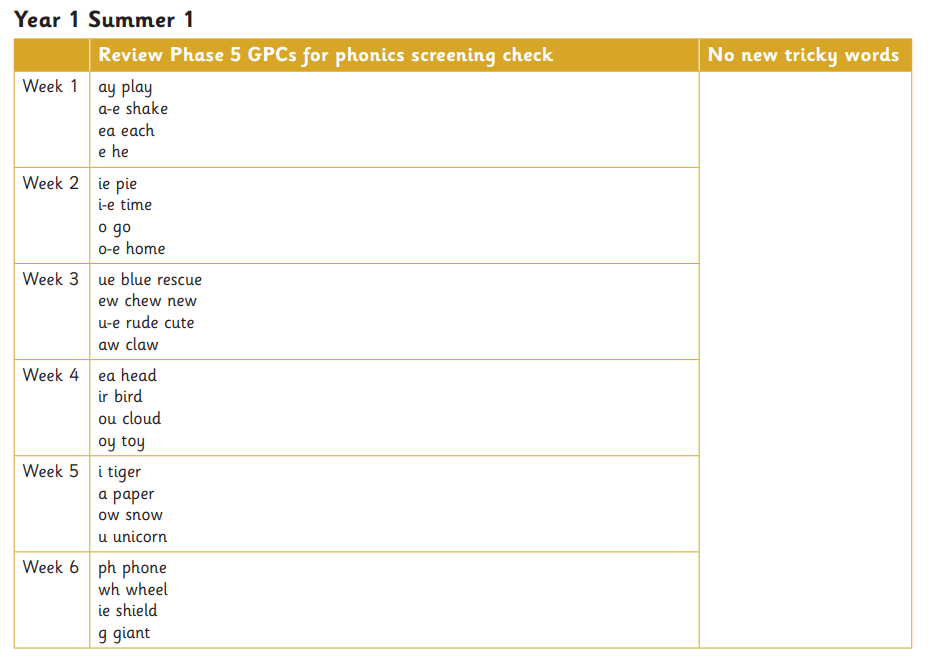 Year 1 Summer 1
Review Phase 5 GPCs for phonics screening check
No new tricky words
Week 1
ay play
a-e shake
ea each
e he
Week 2
ie pie
i-e time
o go
o-e home
Week 3
ue blue rescue
ew chew new
u-e rude cute
aw claw
Week 4
ea head
ir bird
ou cloud
oy toy
Week 5
i tiger
a paper
ow snow
u unicorn
Week 6
ph phone
wh wheel
ie shield
g giant